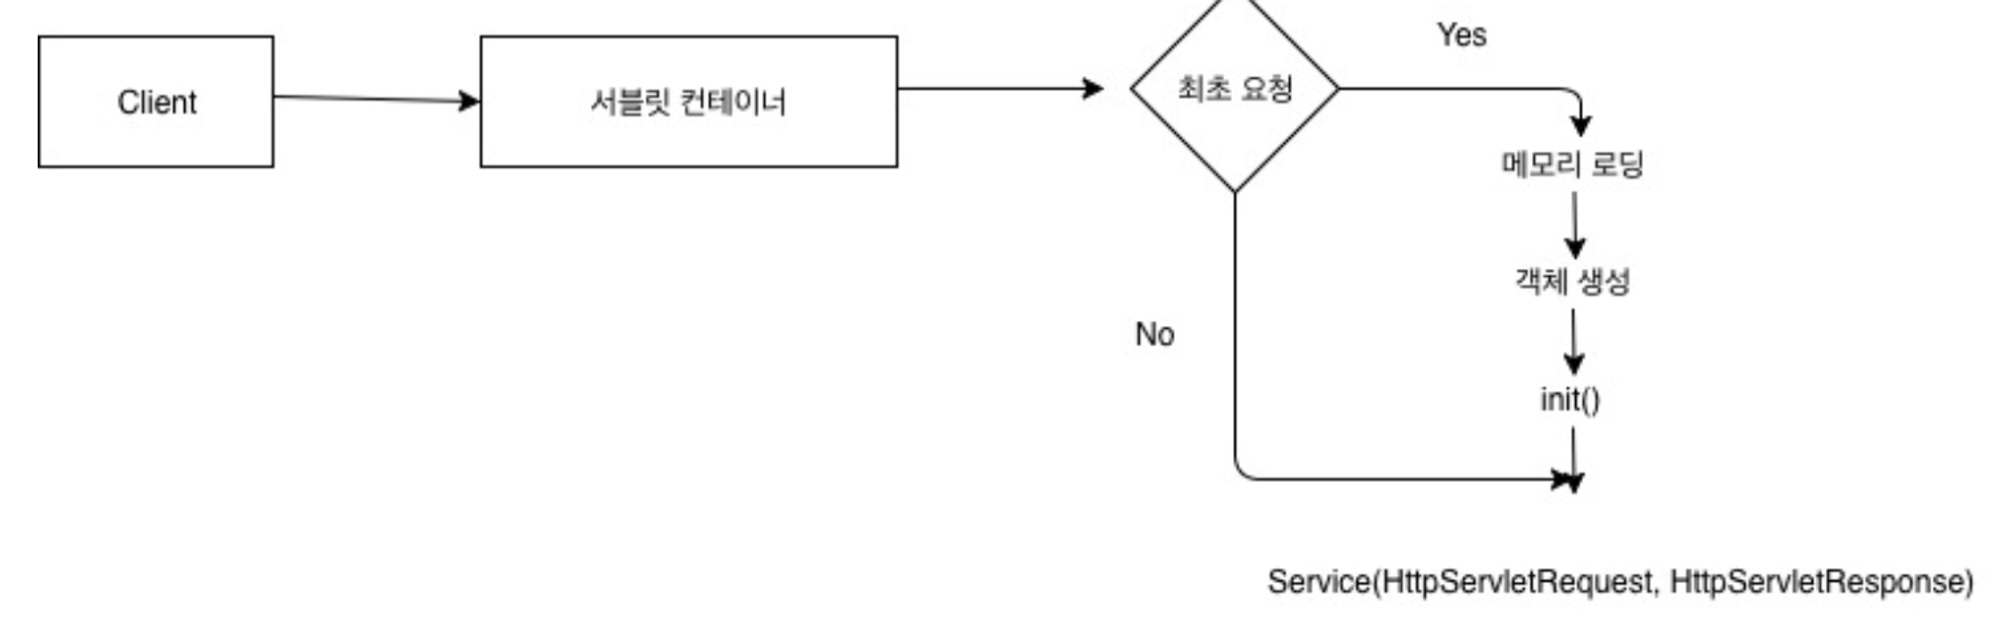 Client
서블릿 컨테이너
최초 요청
Yes
메모리 로딩
객체 생성
No
init()
Service(HttpServletRequest, HttpServletResponse)